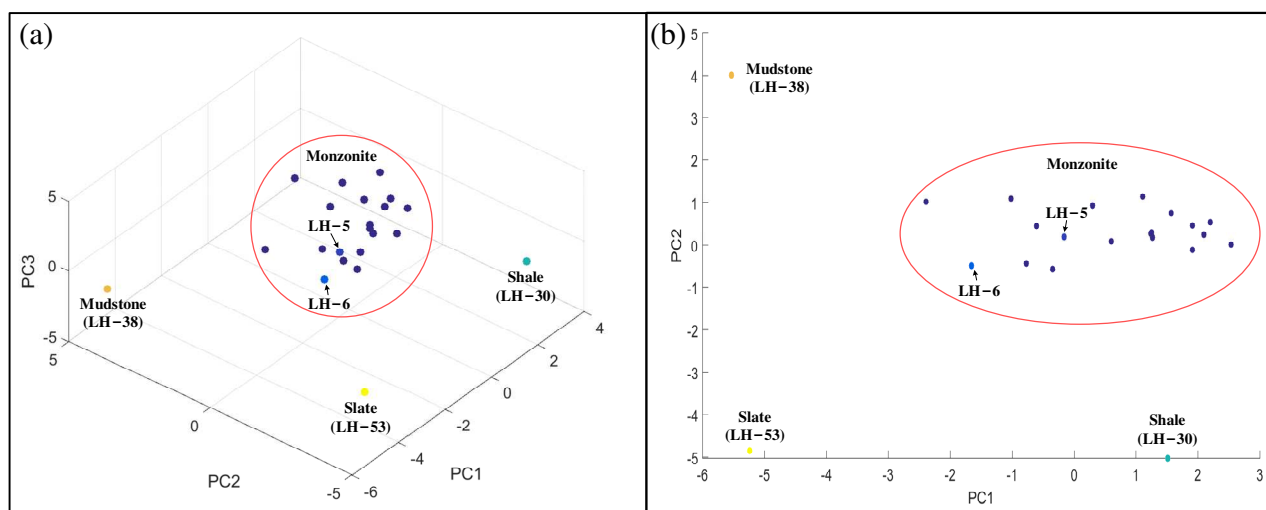 (a)
Monzonite
LH-5
LH-6
Shale
(LH-30)
Mudstone
(LH-38)
Slate
(LH-53)
5
0
-5
PC3
5
0
-5
PC2
-6
-4
-2
0
2
4
PC1
(b)
5
4
3
2
1
0
-1
-2
-3
-4
-5
PC2
Mudstone
(LH-38)
Monzonite
LH-5
LH-6
Slate
(LH-53)
Shale
(LH-30)
-6
-5
-4
-3
-2
-1
0
1
2
3
PC1